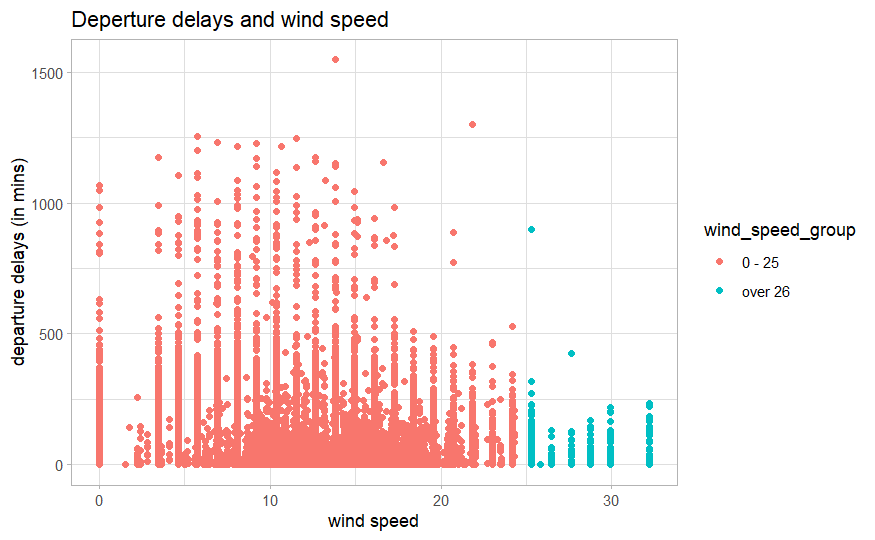 Deperture delays and wind speed
1500
1000
500
0
departure delays (in mins)
0 10 20 30
wind speed
wind_speed_group
0 - 25
over 26